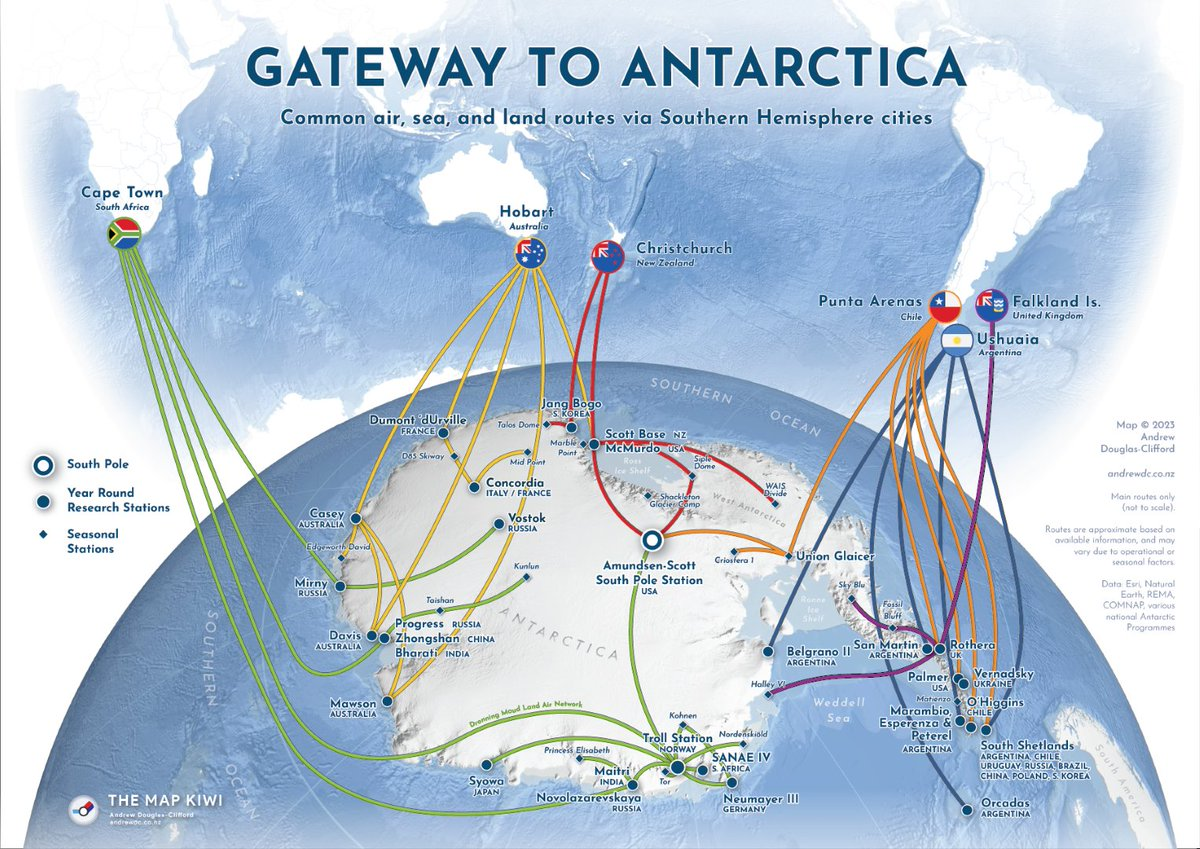 GATEWAY TO ANTARCTICA
Common air, sea, and land routes via Southern Hemisphere cities
Cape Town
South Africa
Hobart
Australia
Christchurch
New Zealand
Punta Arenas
Chile
Falkland Is.
United Kingdom
Ushuaia
Argentina
SOUTHERN OCEAN
Map © 2023
Andrew
Douglas-Clifford
andrewdc.co.nz
Main routes only
(not to scale).
Routes are approximate based on
available information, and may
vary due to operational or
seasonal factors.
Data: Esri, Natural
Earth, REMA,
COMNAP, various
national Antarctic
Programmes
South Pole
Year Round
Research Stations
Seasonal
Stations
Jang Bogo
S. KOREA
Talos Dome
Marble
Point
Dumont 'dUrville
FRANCE
D85 Skiway
Mid Point
Scott Base NZ
McMurdo USA
Ross
Ice Shelf
Siple
Dome
Shackleton
Glacier Camp
WAIS
Divide
West Antarctica
Concordia
ITALY / FRANCE
Casey
AUSTRALIA
Vostok
RUSSIA
Edgeworth David
Amundsen-Scott
South Pole Station
USA
Criosfera 1
Union Glaicer
Mirny
RUSSIA
Kunlun
Taishan
Sky Blu
Ronne
Ice
Shelf
Fossil
Bluff
ANTARCTICA
Davis
AUSTRALIA
Progress RUSSIA
Zhongshan CHINA
Bharati INDIA
Belgrano II
ARGENTINA
San Martin
ARGENTINA
Rothera
UK
Palmer
USA
Vernadsky
UKRAINE
Halley VI
Matienzo
O'Higgins
CHILE
Mawson
AUSTRALIA
Weddell
Sea
Marambio,
Esperenza &
Peterel
ARGENTINA
South Shetlands
ARGENTINA, CHILE,
URUGUAY, RUSSIA, BRAZIL,
CHINA, POLAND, S. KOREA
Dronning Maud Land Air Network
Kohnen
Troll Station
NORWAY
Nordenskiöld
Princess Elisabeth
SANAE IV
S. AFRICA
Syowa
JAPAN
Maitri
INDIA
Tor
Novolazarevskaya
RUSSIA
Neumayer III
GERMANY
Orcadas
ARGENTINA
SOUTHERN OCEAN
South America
THE MAP KIWI
Andrew Douglas-Clifford
andrewdc.co.nz